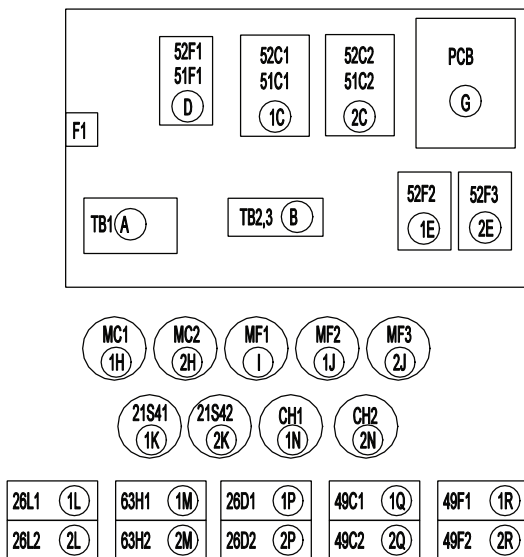 52F1 52C1 52C2 PCB
51F1 51C1 51C2
D 1C 2C G
F1
52F2 52F3
TB1 A TB2,3 B 1E 2E
MC1 MC2 MF1 MF2 MF3
1H 2H I 1J 2J
21S41 21S42 CH1 CH2
1K 2K 1N 2N
26L1 1L 63H1 1M 26D1 1P 49C1 1Q 49F1 1R
26L2 2L 63H2 2M 26D2 2P 49C2 2Q 49F2 2R